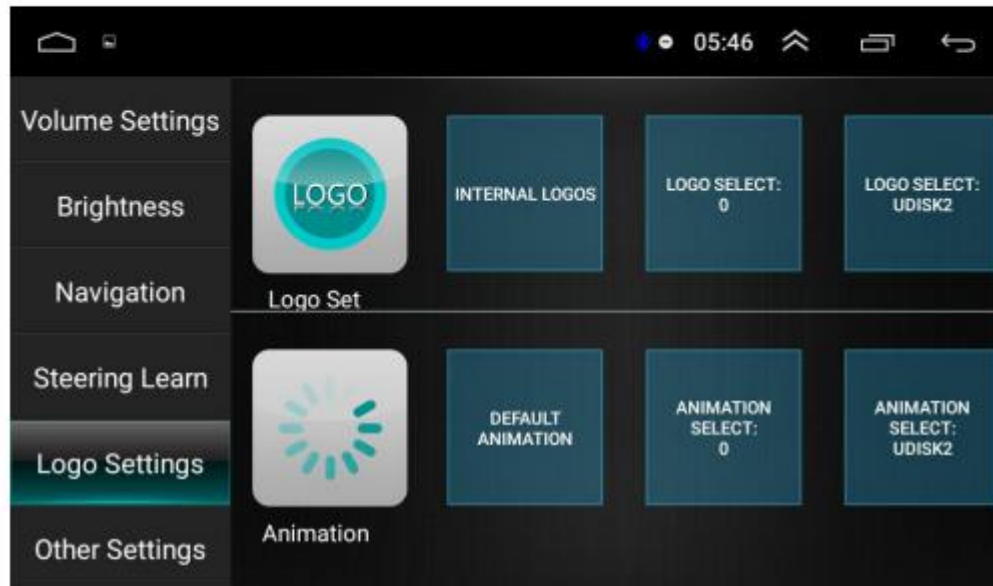 05:46
Volume Settings
Brightness
Navigation
Steering Learn
Logo Settings
Other Settings
LOGO
Logo Set
INTERNAL LOGOS
LOGO SELECT:
0
LOGO SELECT:
UDISK2
Animation
DEFAULT
ANIMATION
ANIMATION
SELECT:
0
ANIMATION
SELECT:
UDISK2